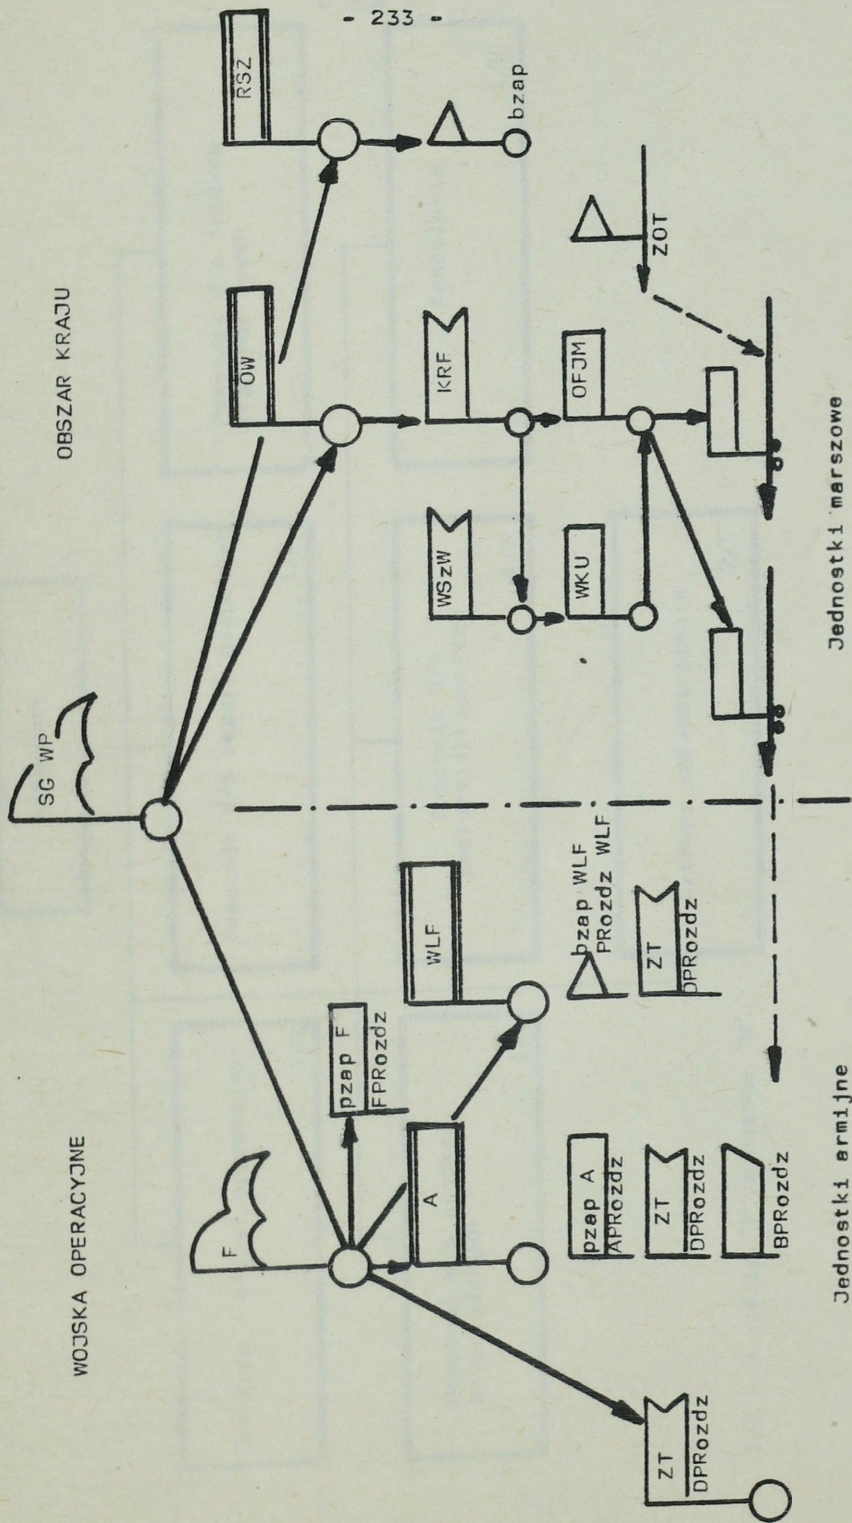 - 233 -
WOJSKA OPERACYJNE
OBSZAR KRAJU
SG WP
F
OW
RSZ
pzap F
FPRozdz
A
WLF
WSzW
KRF
bzap
pzap A
APRozdz
bzap WLF
PRozdz WLF
WKU
OFJM
ZT
DPRozdz
ZT
DPRozdz
ZT
DPRozdz
ZOT
BPRozdz
Jednostki armijne
Jednostki marszowe